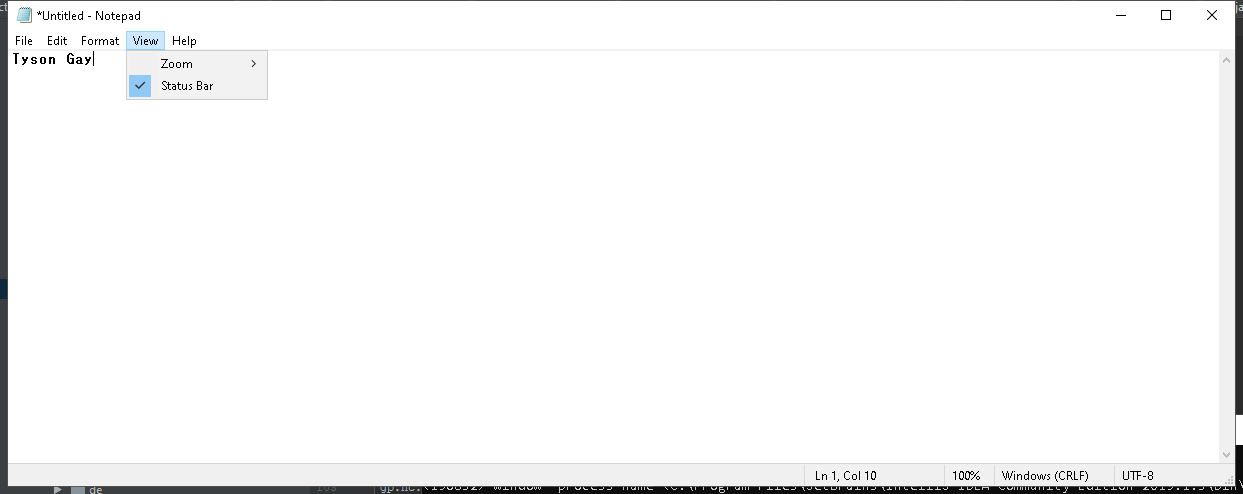 *Untitled - Notepad
File Edit Format View Help
Tyson Gay
Zoom
Status Bar
Ln 1, Col 10 100% Windows (CRLF) UTF-8
de